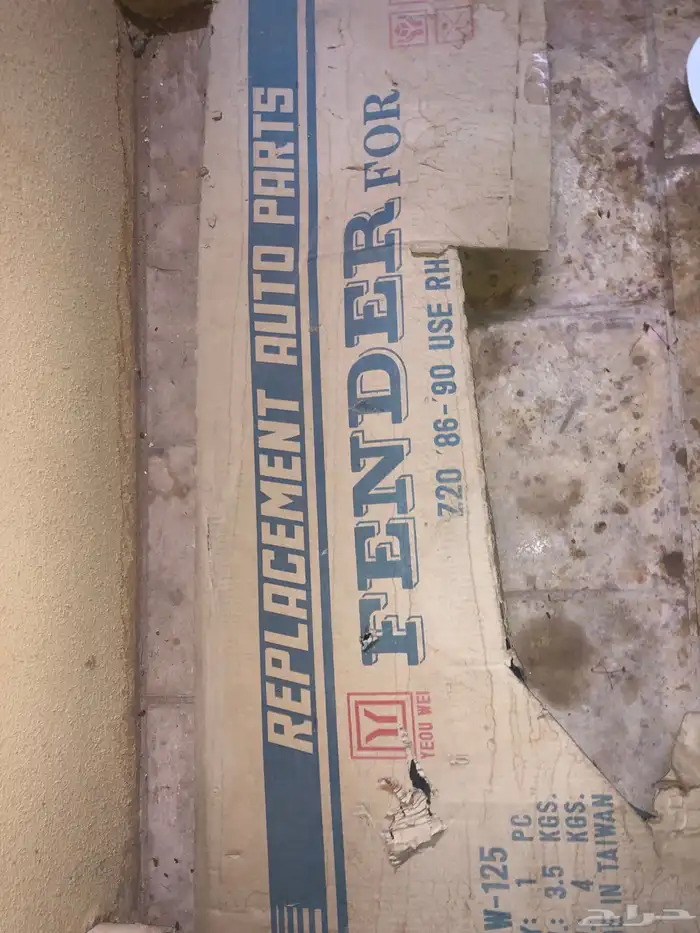 REPLACEMENT AUTO PARTS
FENDER FOR
Z20 '86-'90 USE RH
YEOU WEI
W-125
Y: 1 PC
: 3.5 KGS.
: 4 KGS.
IN TAIWAN
حراج